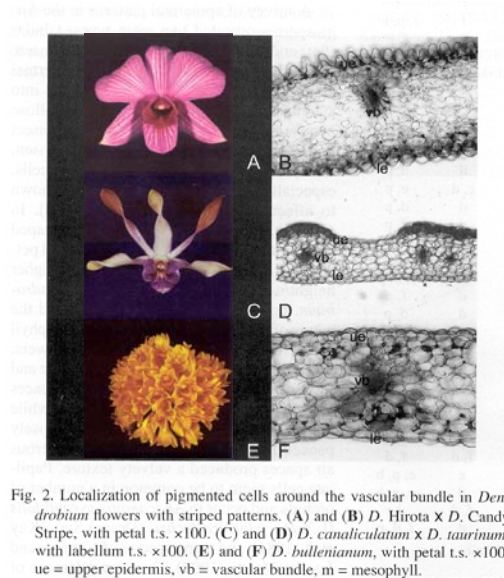 ue
vb
le
A B
ue
vb
le
C D
ue
vb
le
E F
Fig. 2. Localization of pigmented cells around the vascular bundle in Den-
drobium flowers with striped patterns. (A) and (B) D. Hirota X D. Candy
Stripe, with petal t.s. ×100. (C) and (D) D. canaliculatum x D. taurinum,
with labellum t.s. ×100. (E) and (F) D. bullenianum, with petal t.s. ×100.
ue = upper epidermis, vb = vascular bundle, m = mesophyll.